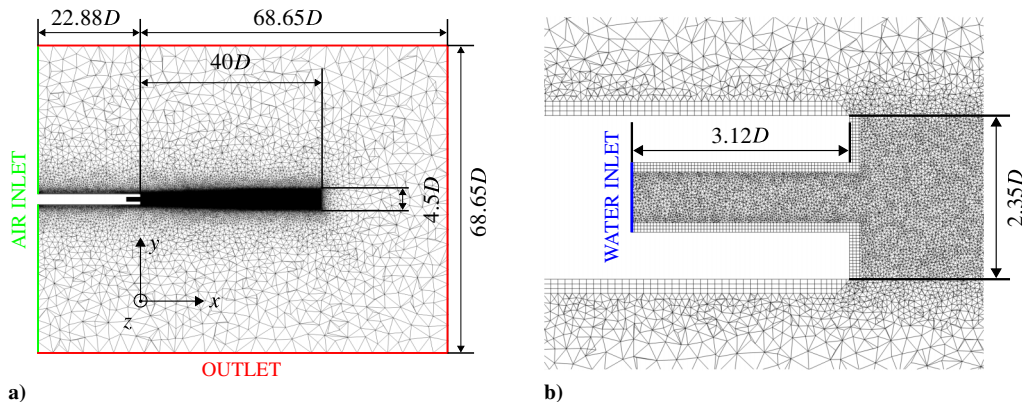 22.88D
68.65D
40D
4.5D
68.65D
AIR INLET
y
x
z
OUTLET
a)
3.12D
WATER INLET
2.35D
b)